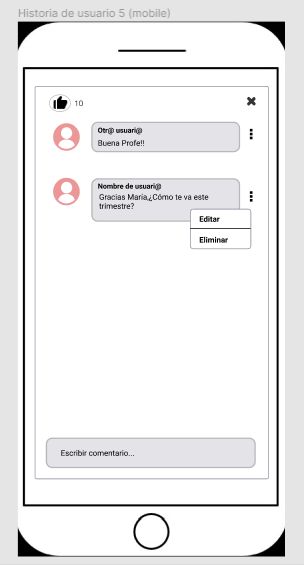 Historia de usuario 5 (mobile)
10
Otr@ usuari@
Buena Profe!!
Nombre de usuari@
Gracias Maria,¿Cómo te va este
trimestre?
Editar
Eliminar
Escribir comentario...